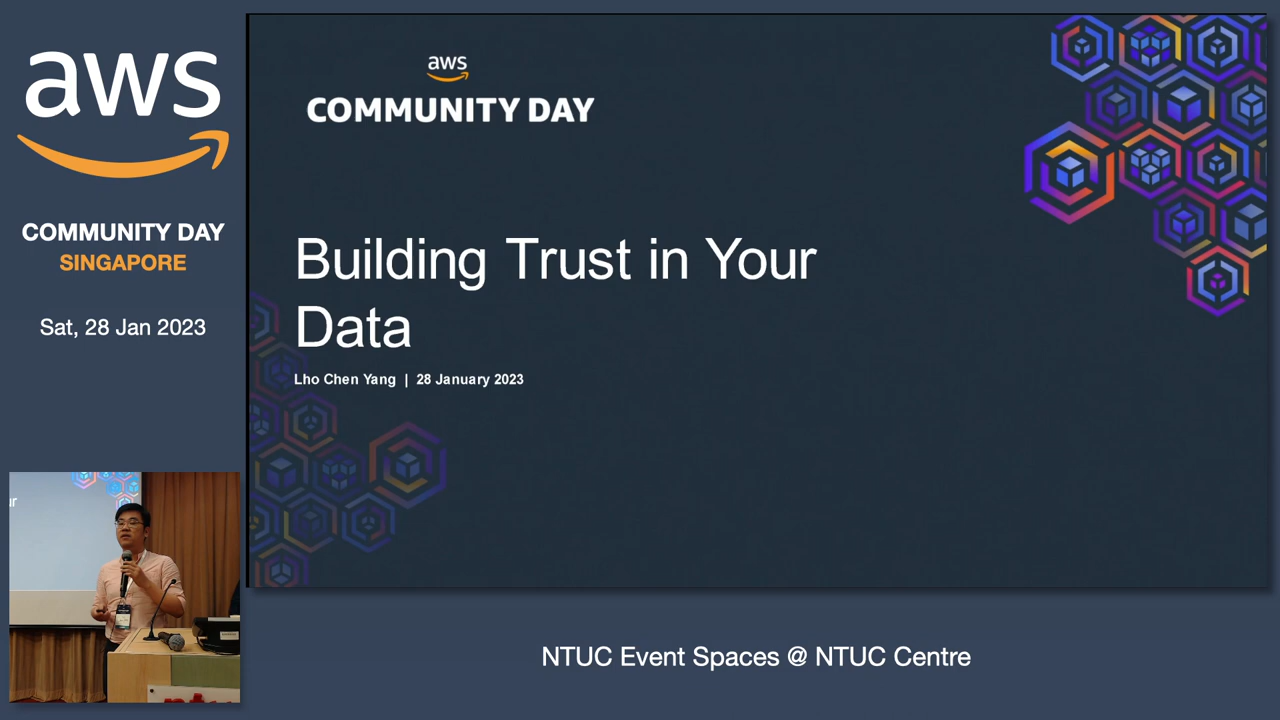 aws
COMMUNITY DAY
SINGAPORE
Sat, 28 Jan 2023
aws
COMMUNITY DAY
Building Trust in Your
Data
Lho Chen Yang | 28 January 2023
ur
NTUC Event Spaces @ NTUC Centre